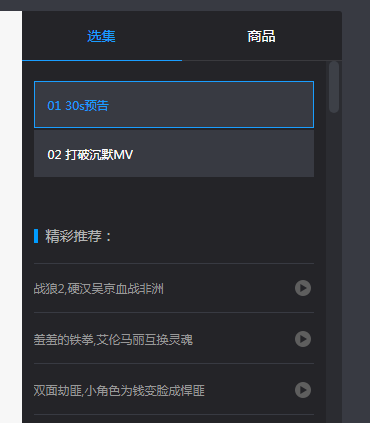 选集 商品
01 30s预告
02 打破沉默MV
精彩推荐：
战狼2,硬汉吴京血战非洲
羞羞的铁拳,艾伦马丽互换灵魂
双面劫匪,小角色为钱变脸成悍匪